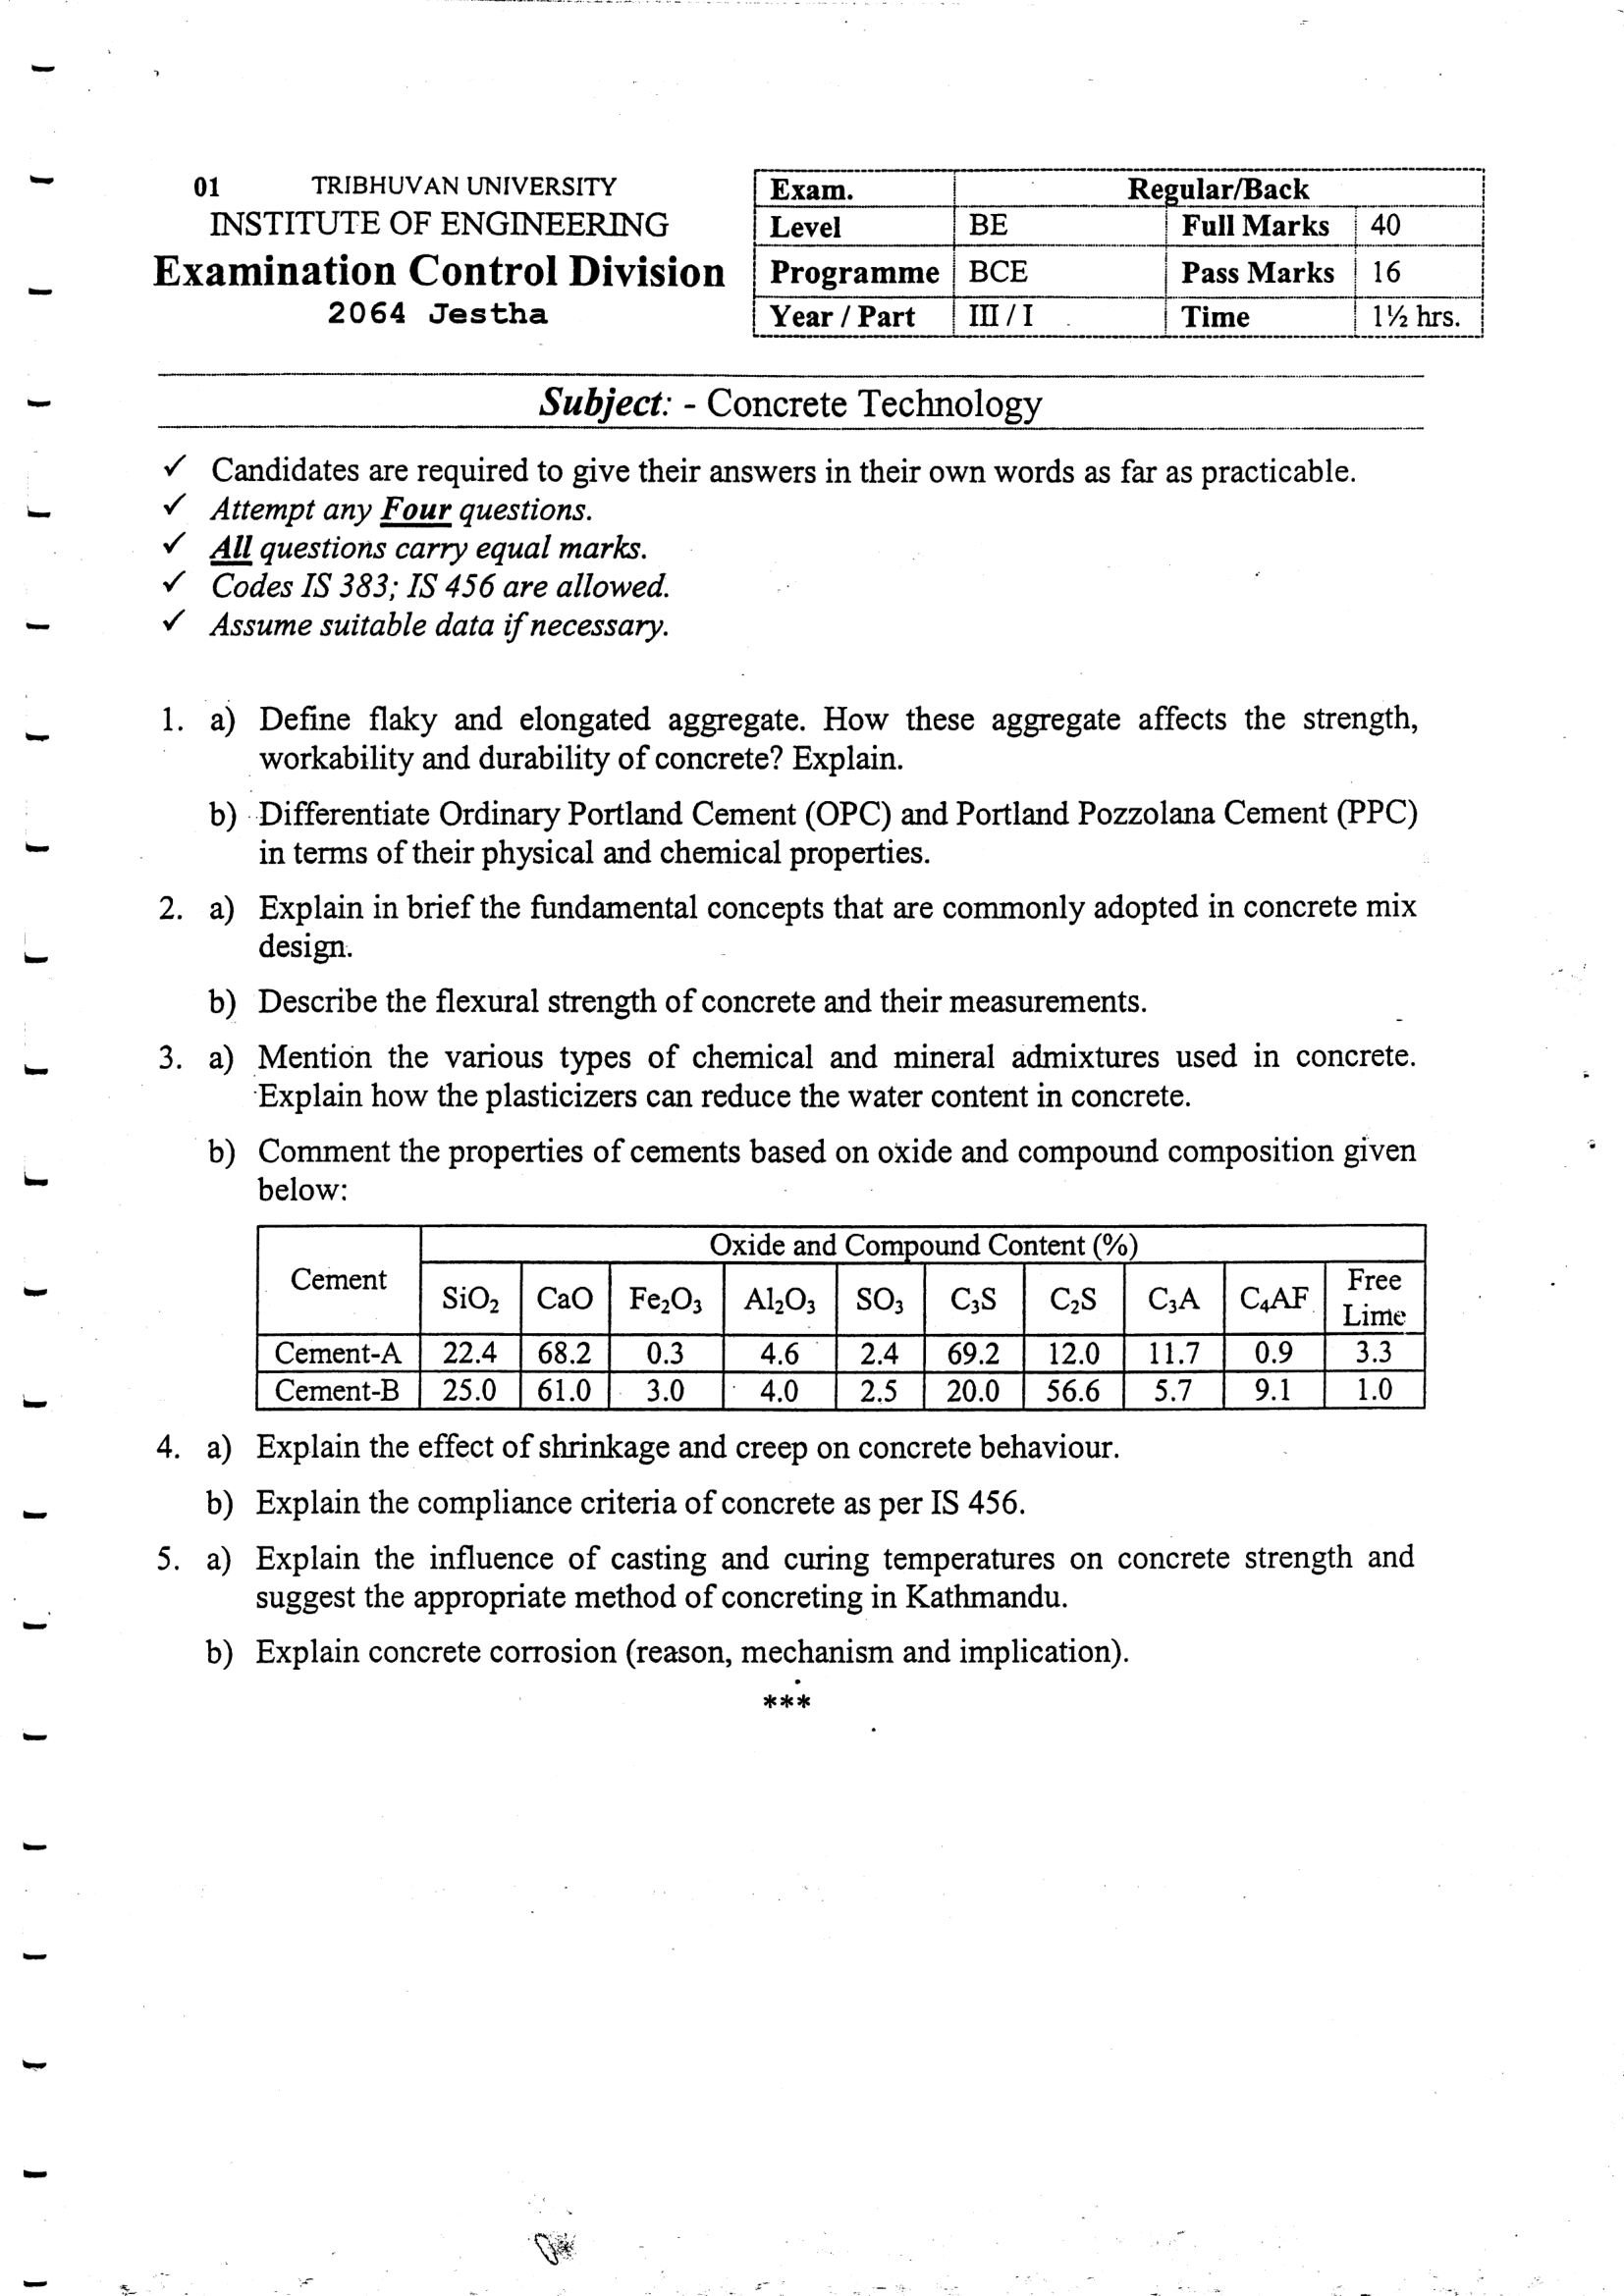 01 TRIBHUVAN UNIVERSITY
INSTITUTE OF ENGINEERING
Examination Control Division
2064 Jestha
Exam. Regular/Back
Level BE Full Marks 40
Programme BCE Pass Marks 16
Year / Part III / I Time 1½ hrs.
Subject: - Concrete Technology
✓ Candidates are required to give their answers in their own words as far as practicable.
✓ Attempt any Four questions.
✓ All questions carry equal marks.
✓ Codes IS 383; IS 456 are allowed.
✓ Assume suitable data if necessary.
1. a) Define flaky and elongated aggregate. How these aggregate affects the strength,
workability and durability of concrete? Explain.
b) Differentiate Ordinary Portland Cement (OPC) and Portland Pozzolana Cement (PPC)
in terms of their physical and chemical properties.
2. a) Explain in brief the fundamental concepts that are commonly adopted in concrete mix
design.
b) Describe the flexural strength of concrete and their measurements.
3. a) Mention the various types of chemical and mineral admixtures used in concrete.
Explain how the plasticizers can reduce the water content in concrete.
b) Comment the properties of cements based on oxide and compound composition given
below:
Cement Oxide and Compound Content (%)
SiO₂ CaO Fe₂O₃ Al₂O₃ SO₃ C₃S C₂S C₃A C₄AF Free Lime
Cement-A 22.4 68.2 0.3 4.6 2.4 69.2 12.0 11.7 0.9 3.3
Cement-B 25.0 61.0 3.0 4.0 2.5 20.0 56.6 5.7 9.1 1.0
4. a) Explain the effect of shrinkage and creep on concrete behaviour.
b) Explain the compliance criteria of concrete as per IS 456.
5. a) Explain the influence of casting and curing temperatures on concrete strength and
suggest the appropriate method of concreting in Kathmandu.
b) Explain concrete corrosion (reason, mechanism and implication).
***